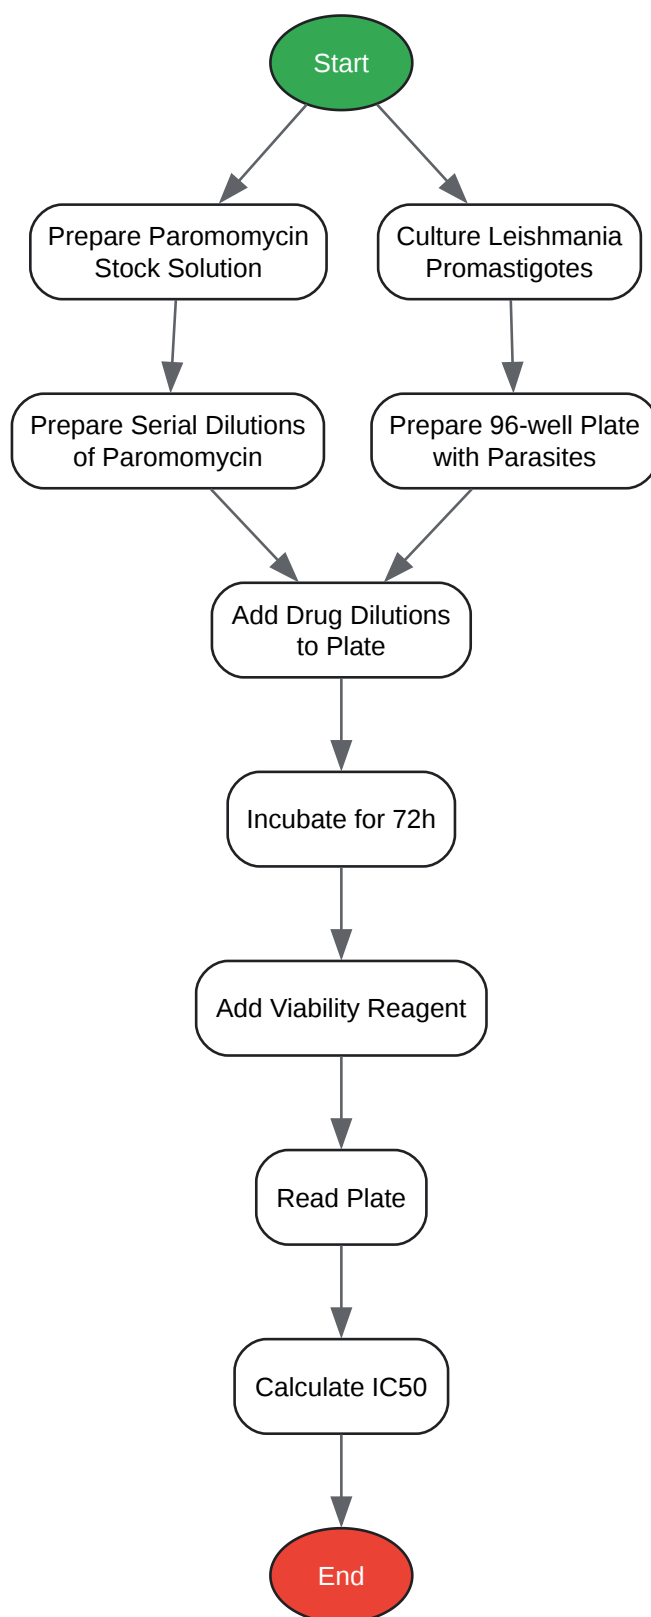 Start
Prepare Paromomycin
Stock Solution
Culture Leishmania
Promastigotes
Prepare Serial Dilutions
of Paromomycin
Prepare 96-well Plate
with Parasites
Add Drug Dilutions
to Plate
Incubate for 72h
Add Viability Reagent
Read Plate
Calculate IC50
End